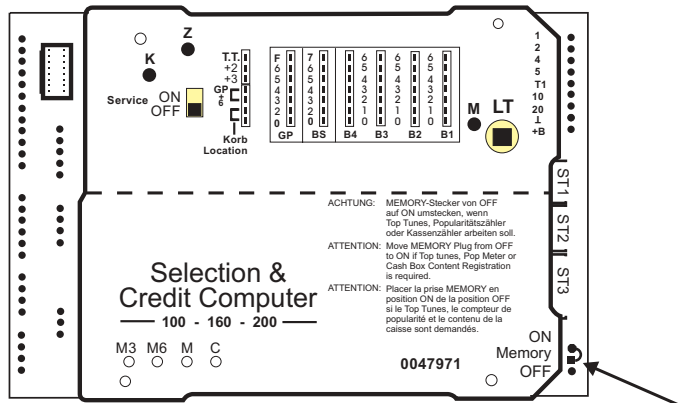 K
Z
Service
ON
OFF
T.T.
+2
+3
GP
+
6
Korb
Location
F
6
5
4
3
2
0
GP
7
6
5
4
3
2
0
BS
6
5
4
3
2
1
0
B4
6
5
4
3
2
1
0
B3
6
5
4
3
2
1
0
B2
6
5
4
3
2
1
0
B1
M
LT
1
2
4
5
T1
10
20
⊥
+B
ST1
ST2
ST3
ACHTUNG: MEMORY-Stecker von OFF
auf ON umstecken, wenn
Top Tunes, Popularitätszähler
oder Kassenzähler arbeiten soll.
ATTENTION: Move MEMORY Plug from OFF
to ON if Top tunes, Pop Meter or
Cash Box Content Registration
is required.
ATTENTION: Placer la prise MEMORY en
position ON de la position OFF
si le Top Tunes, le compteur de
popularité et le contenu de la
caisse sont demandés.
Selection &
Credit Computer
100 - 160 - 200
M3 M6 M C
0047971
ON
Memory
OFF